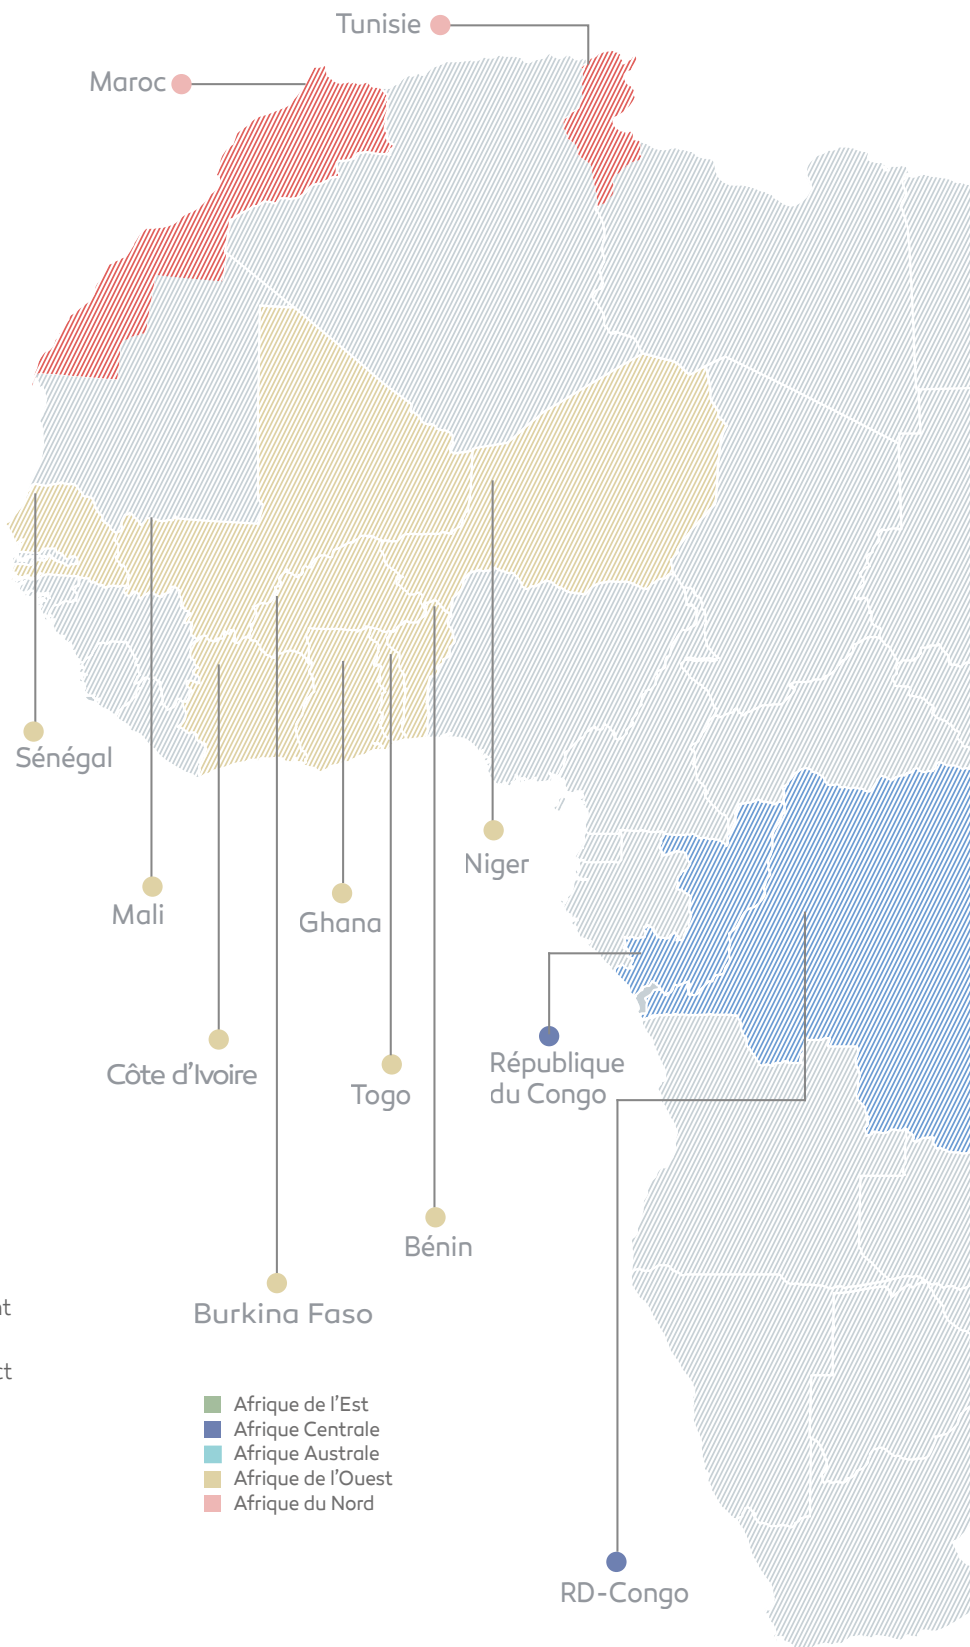 Tunisie
Maroc
Sénégal
Niger
Mali
Ghana
République
du Congo
Côte d'Ivoire
Togo
Bénin
Burkina Faso
Afrique de l'Est
Afrique Centrale
Afrique Australe
Afrique de l'Ouest
Afrique du Nord
RD-Congo